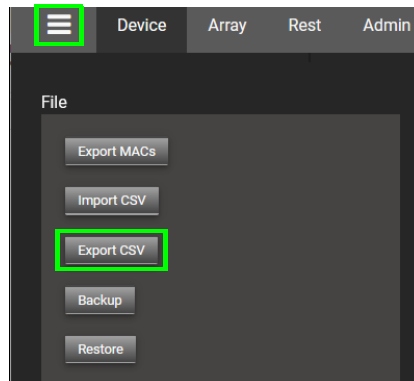 Device Array Rest Admin
File
Export MACs
Import CSV
Export CSV
Backup
Restore